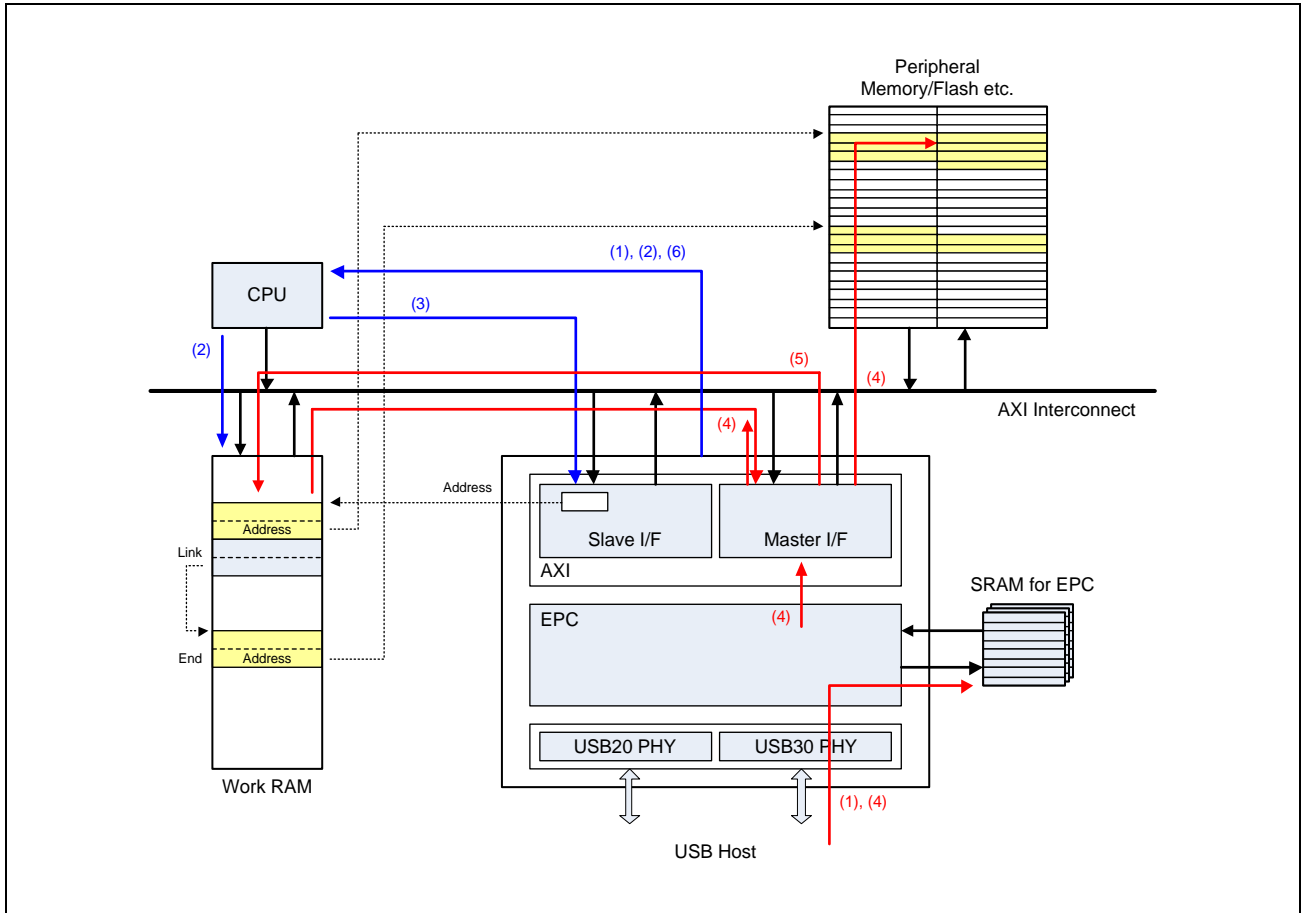 Peripheral
Memory/Flash etc.
(1), (2), (6)
CPU
(3)
(2)
(5)
(4)
AXI Interconnect
(4)
Address
Address
Slave I/F
Master I/F
Link
AXI
SRAM for EPC
EPC
(4)
End
Address
USB20 PHY
USB30 PHY
Work RAM
(1), (4)
USB Host